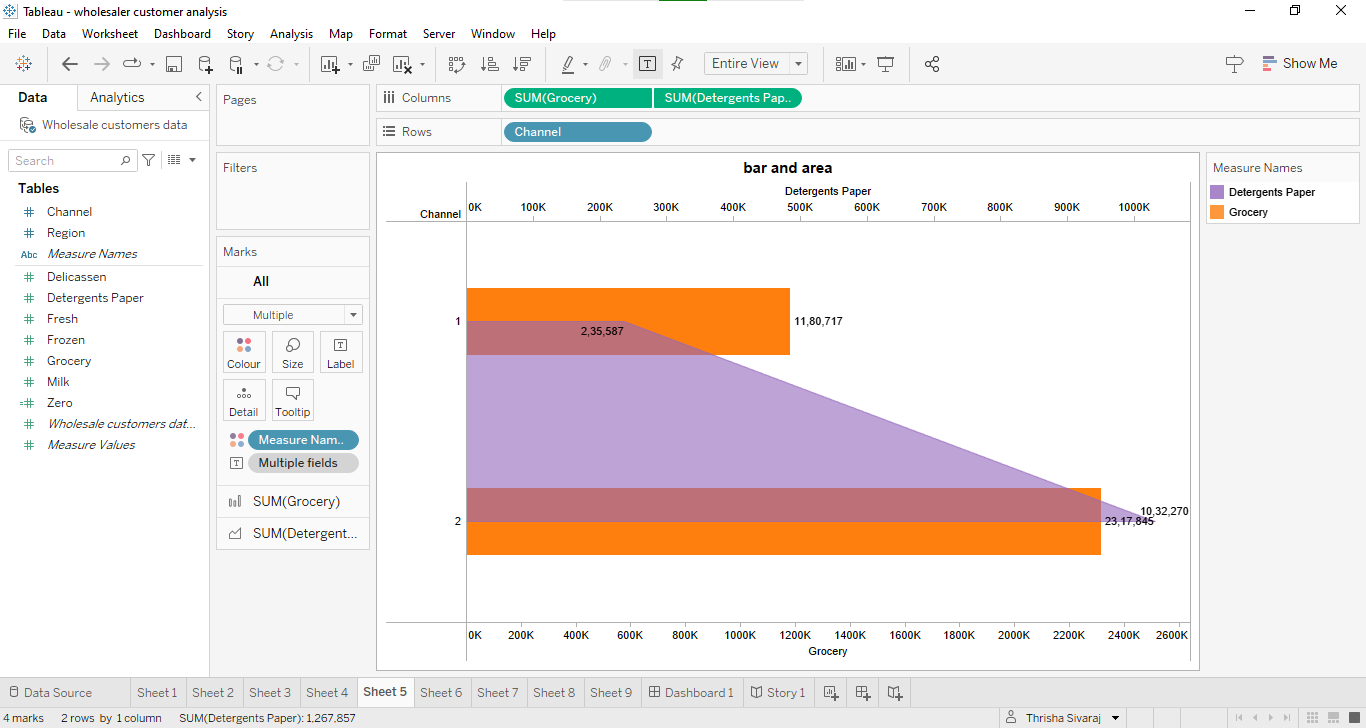 Tableau - wholesaler customer analysis
File Data Worksheet Dashboard Story Analysis Map Format Server Window Help
Entire View
Show Me
Data Analytics
Wholesale customers data
Search
Tables
Channel
Region
Abc Measure Names
Delicassen
Detergents Paper
Fresh
Frozen
Grocery
Milk
Zero
Wholesale customers dat...
Measure Values
Pages
Filters
Marks
All
Multiple
Colour Size Label
Detail Tooltip
Measure Nam..
Multiple fields
SUM(Grocery)
SUM(Detergent...
Columns SUM(Grocery) SUM(Detergents Pap..
Rows Channel
bar and area
Detergents Paper
Channel 0K 100K 200K 300K 400K 500K 600K 700K 800K 900K 1000K
1
2,35,587
11,80,717
2
10,32,270
23,17,845
0K 200K 400K 600K 800K 1000K 1200K 1400K 1600K 1800K 2000K 2200K 2400K 2600K
Grocery
Measure Names
Detergents Paper
Grocery
Data Source Sheet 1 Sheet 2 Sheet 3 Sheet 4 Sheet 5 Sheet 6 Sheet 7 Sheet 8 Sheet 9 Dashboard 1 Story 1
4 marks 2 rows by 1 column SUM(Detergents Paper): 1,267,857 Thrisha Sivaraj